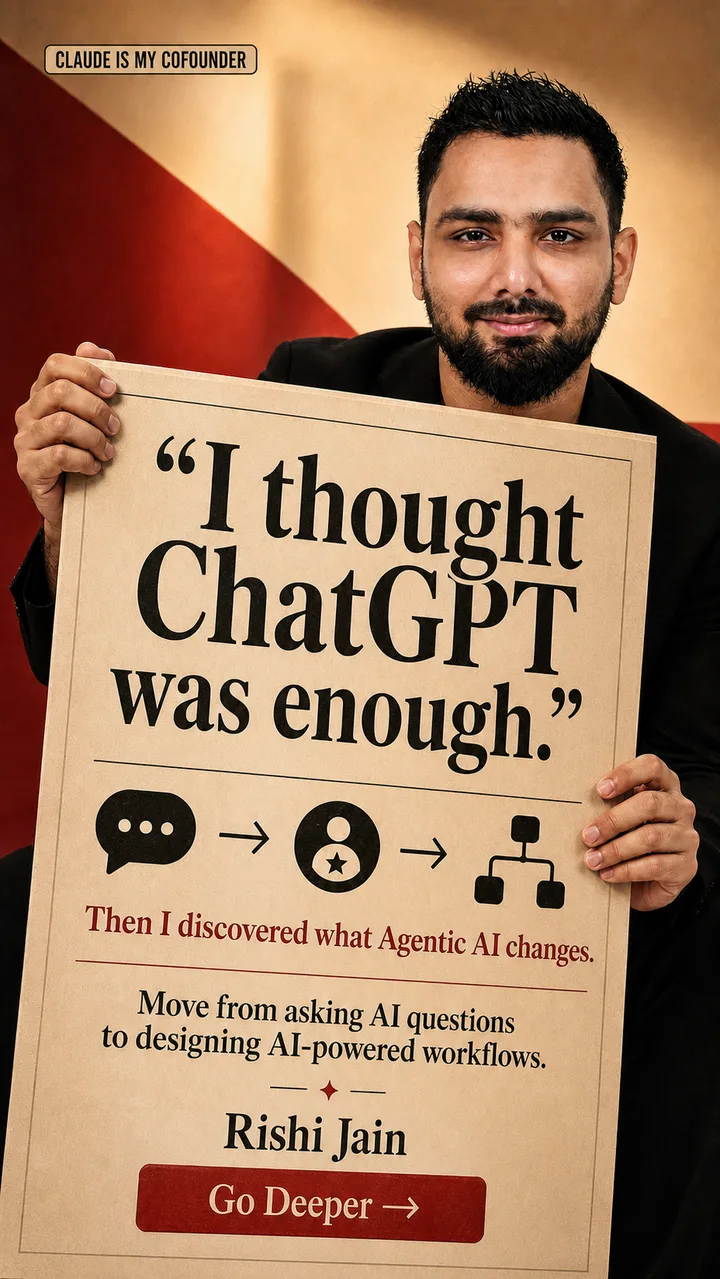 CLAUDE IS MY COFOUNDER
“I thought
ChatGPT
was enough.”
Then I discovered what Agentic AI changes.
Move from asking AI questions
to designing AI-powered workflows.
Rishi Jain
Go Deeper →